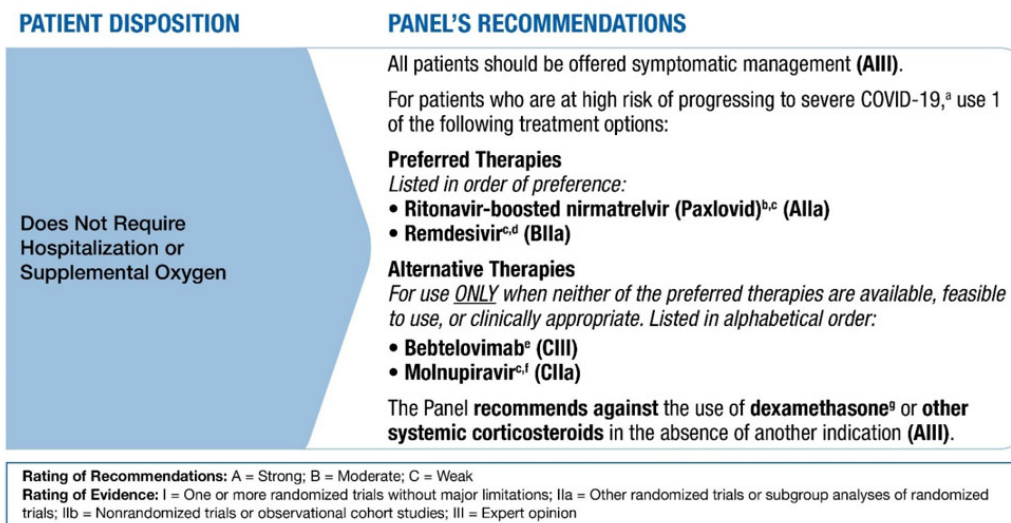 PATIENT DISPOSITION
PANEL'S RECOMMENDATIONS
Does Not Require
Hospitalization or
Supplemental Oxygen
All patients should be offered symptomatic management (AIII).
For patients who are at high risk of progressing to severe COVID-19,ᵃ use 1
of the following treatment options:
Preferred Therapies
Listed in order of preference:
• Ritonavir-boosted nirmatrelvir (Paxlovid)ᵇ,ᶜ (AIIa)
• Remdesivirᶜ,ᵈ (BIIa)
Alternative Therapies
For use ONLY when neither of the preferred therapies are available, feasible
to use, or clinically appropriate. Listed in alphabetical order:
• Bebtelovimabᵉ (CIII)
• Molnupiravirᶜ,ᶠ (CIIa)
The Panel recommends against the use of dexamethasoneᵍ or other
systemic corticosteroids in the absence of another indication (AIII).
Rating of Recommendations: A = Strong; B = Moderate; C = Weak
Rating of Evidence: I = One or more randomized trials without major limitations; IIa = Other randomized trials or subgroup analyses of randomized
trials; IIb = Nonrandomized trials or observational cohort studies; III = Expert opinion